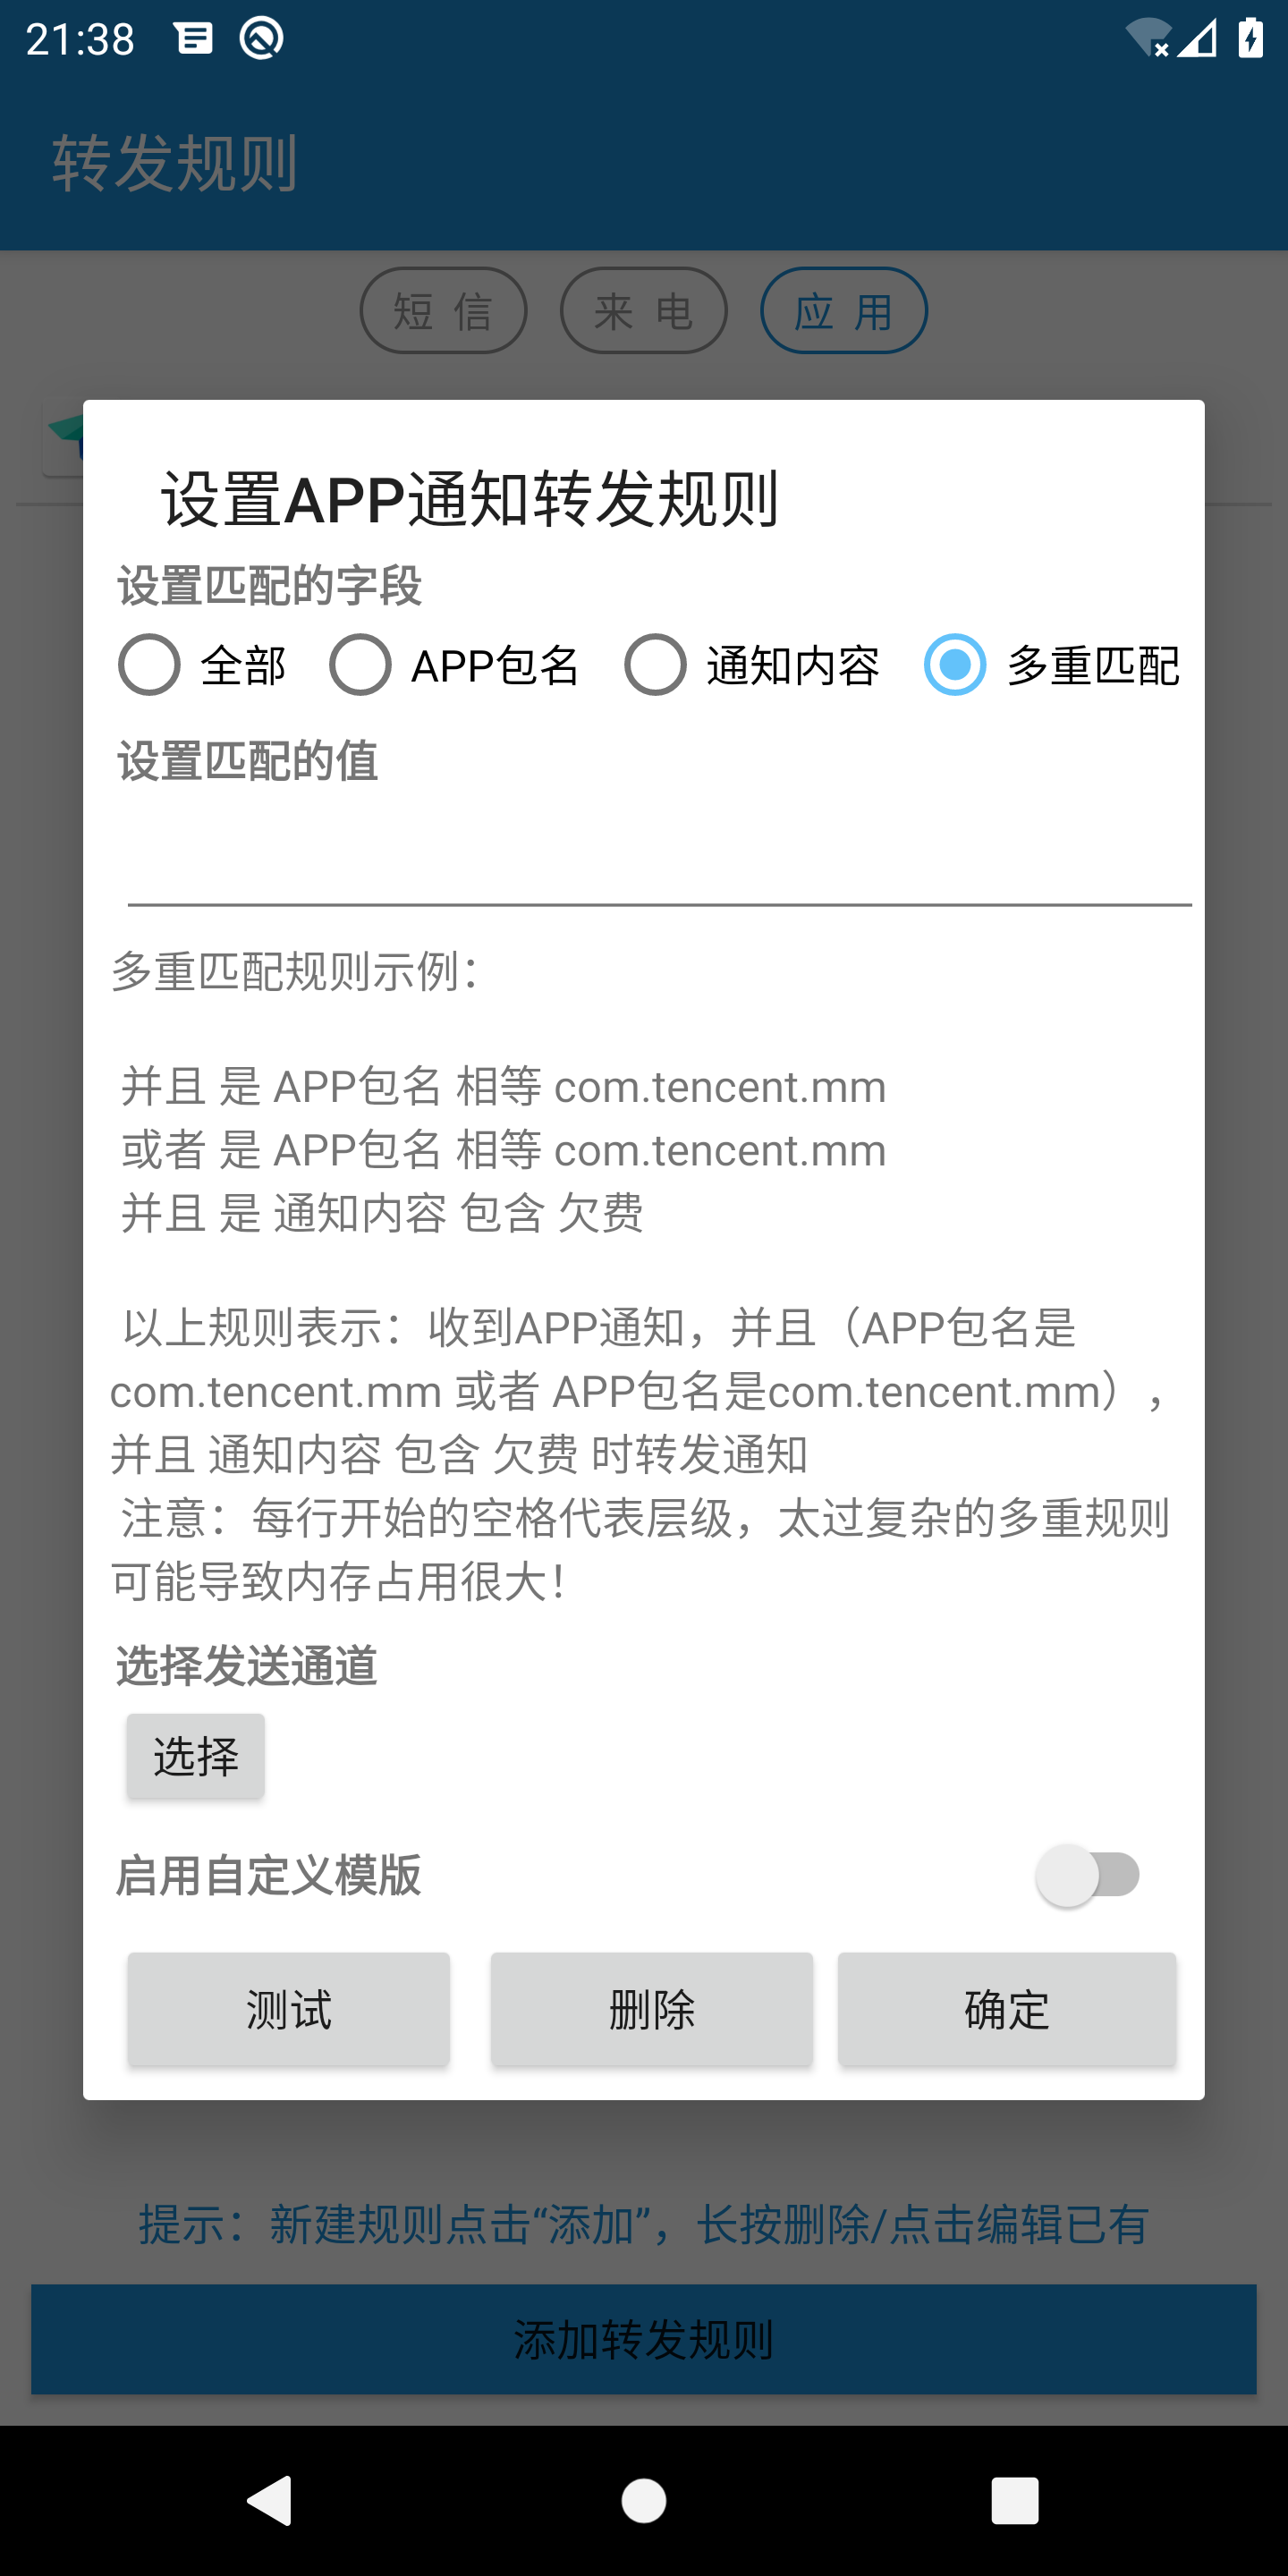 21:38
转发规则
短 信
来 电
应 用
设置APP通知转发规则
设置匹配的字段
全部
APP包名
通知内容
多重匹配
设置匹配的值
多重匹配规则示例：
并且 是 APP包名 相等 com.tencent.mm
或者 是 APP包名 相等 com.tencent.mm
并且 是 通知内容 包含 欠费
以上规则表示：收到APP通知，并且（APP包名是
com.tencent.mm 或者 APP包名是com.tencent.mm），
并且 通知内容 包含 欠费 时转发通知
注意：每行开始的空格代表层级，太过复杂的多重规则
可能导致内存占用很大！
选择发送通道
选择
启用自定义模版
测试
删除
确定
提示：新建规则点击“添加”，长按删除/点击编辑已有
添加转发规则